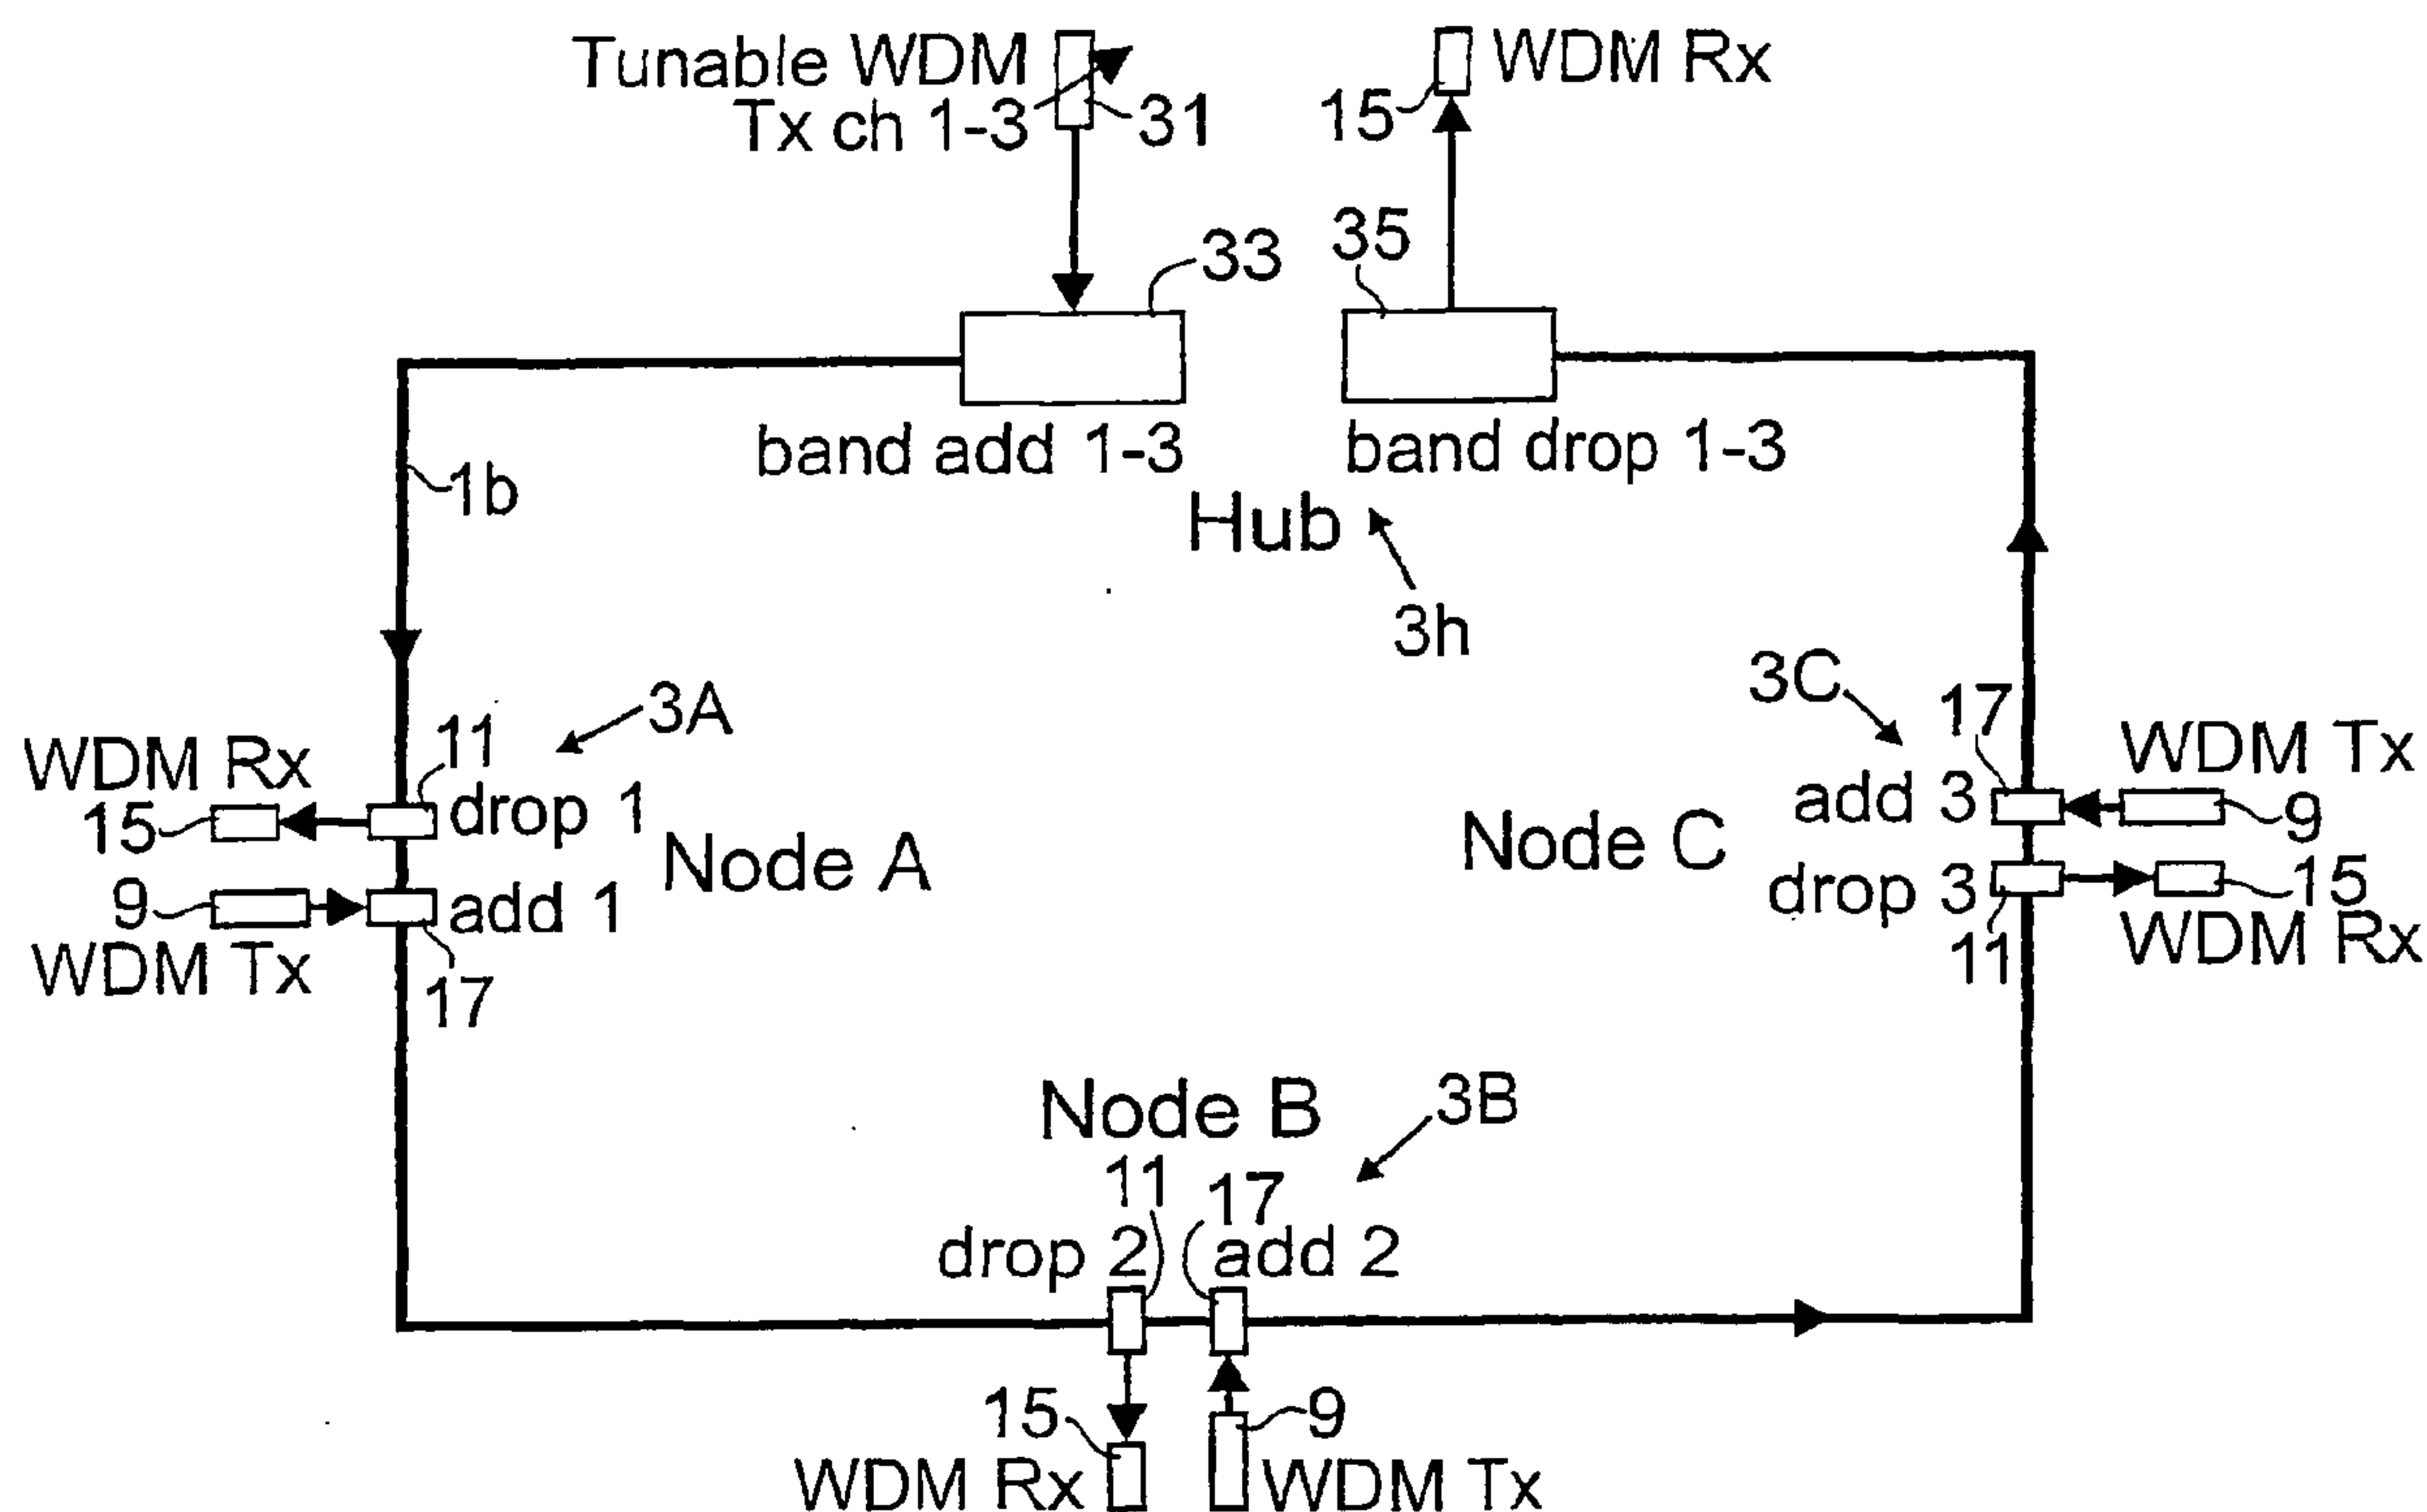 Tunable WDM
Tx ch 1-3
31
15
WDM Rx
33
35
band add 1-3
band drop 1-3
1b
Hub
3h
3A
3C
17
WDM Rx
11
WDM Tx
15
drop 1
add 3
9
Node A
Node C
9
add 1
drop 3
15
WDM Tx
17
11
WDM Rx
Node B
3B
11
17
drop 2
add 2
15
9
WDM Rx
WDM Tx